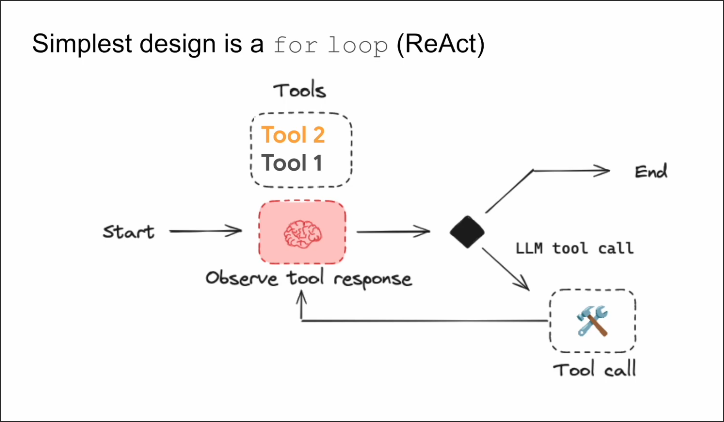 Simplest design is a for loop (ReAct)
Tools
Tool 2
Tool 1
Start
End
LLM tool call
Observe tool response
Tool call